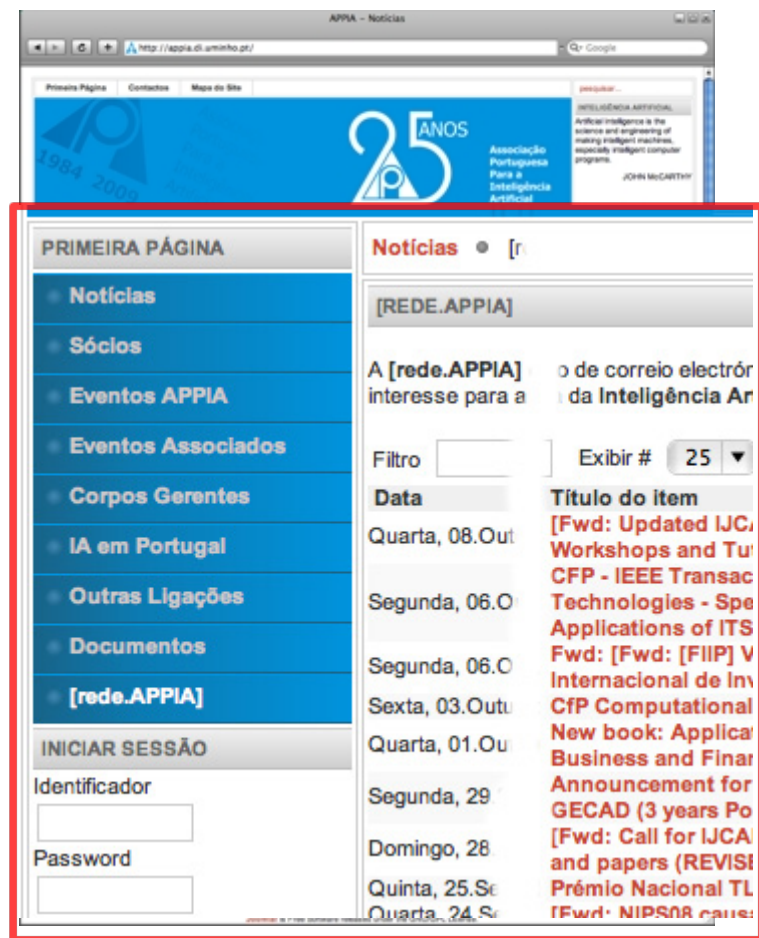 APPIA – Notícias
http://appia.di.uminho.pt/
Google
Primeira Página Contactos Mapa do Site
pesquisar...
25 ANOS
1984 2009
Associação
Portuguesa
Para a
Inteligência
Artificial
INTELIGÊNCIA ARTIFICIAL
Artificial intelligence is the
science and engineering of
making intelligent machines,
especially intelligent computer
programs.
JOHN McCARTHY
PRIMEIRA PÁGINA
Notícias
Sócios
Eventos APPIA
Eventos Associados
Corpos Gerentes
IA em Portugal
Outras Ligações
Documentos
[rede.APPIA]
INICIAR SESSÃO
Identificador
Password
Notícias [r
[REDE.APPIA]
A [rede.APPIA] o de correio electrón
interesse para a da Inteligência Ar
Filtro Exibir # 25
Data Título do item
Quarta, 08.Out [Fwd: Updated IJCA
Workshops and Tut
Segunda, 06.O CFP - IEEE Transac
Technologies - Spe
Applications of ITS
Segunda, 06.O Fwd: [Fwd: [FIIP] V
Internacional de Inv
Sexta, 03.Outu CfP Computational
Quarta, 01.Ou New book: Applicat
Business and Finan
Segunda, 29. Announcement for
GECAD (3 years Po
Domingo, 28 [Fwd: Call for IJCAI
and papers (REVISE
Quinta, 25.Se Prémio Nacional TL
Quarta, 24.Se [Fwd: NIPS08 causa